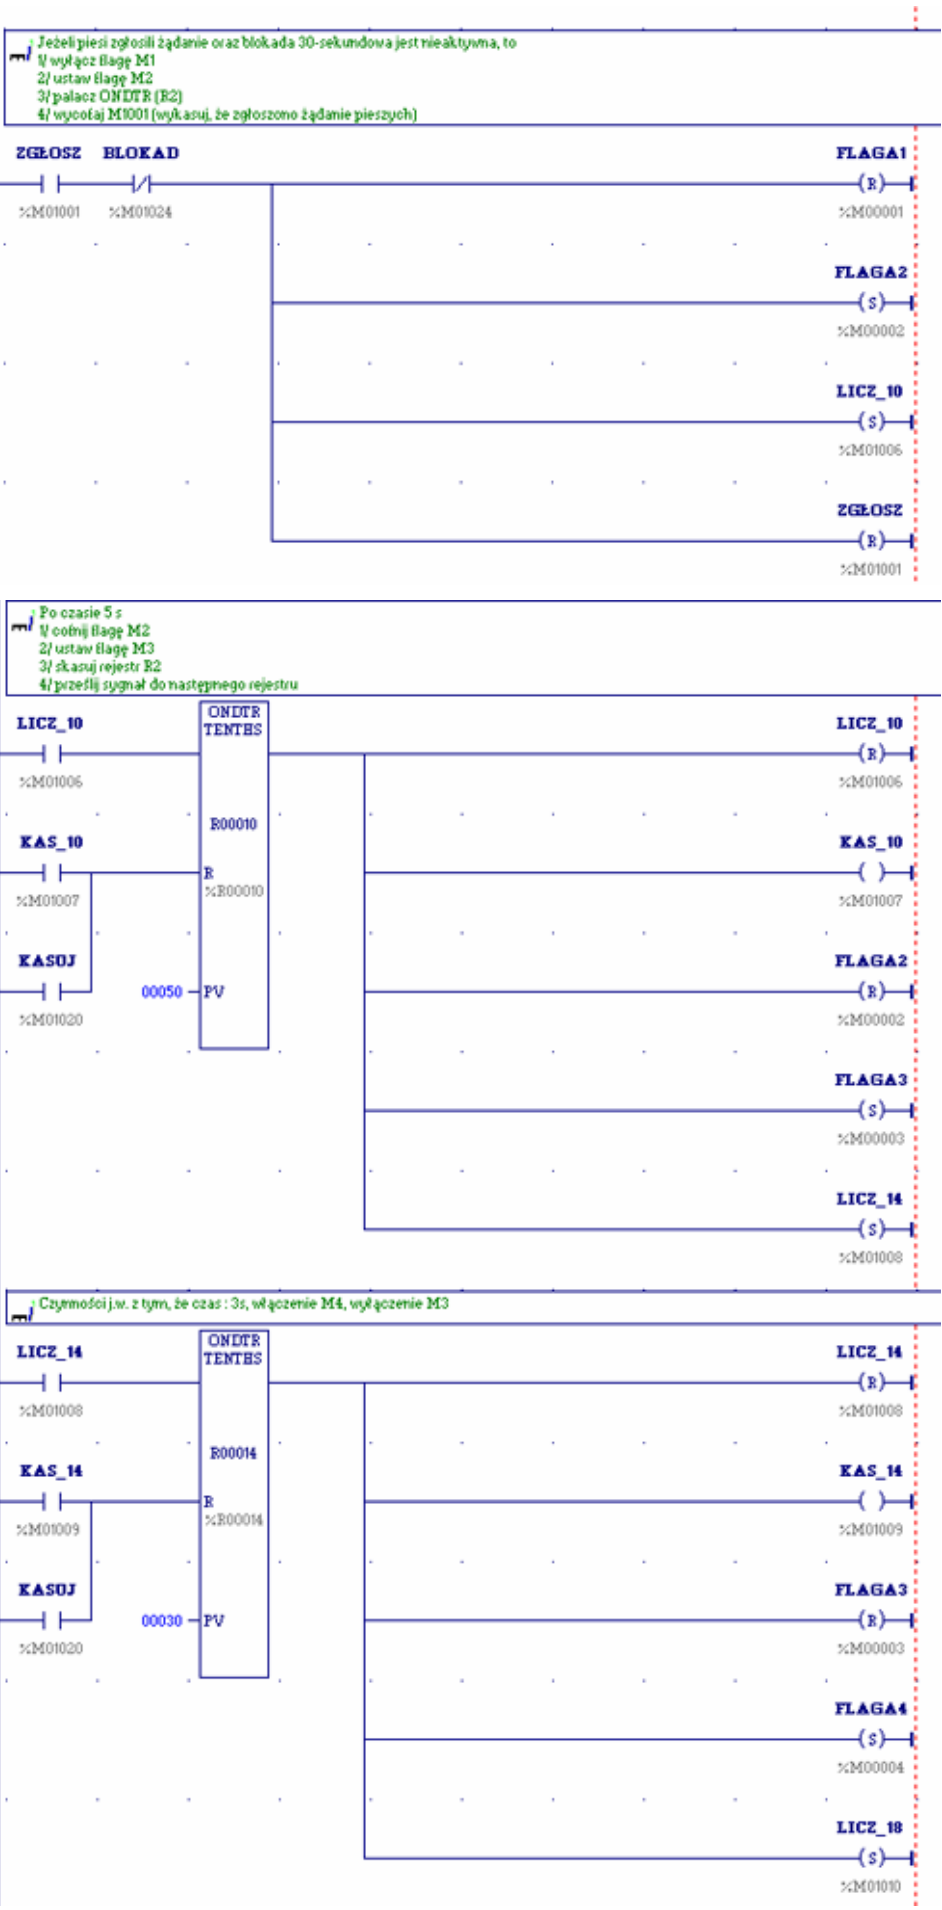 Jeżeli piesi zgłosili żądanie oraz blokada 30-sekundowa jest nieaktywna, to
1/ wyłącz flagę M1
2/ ustaw flagę M2
3/ palacz ONDTR (R2)
4/ wycofaj M1001 (wykasuj, że zgłoszono żądanie pieszych)
ZGŁOSZ BLOKAD FLAGA1
(R)
%M01001 %M01024 %M00001
FLAGA2
(S)
%M00002
LICZ_10
(S)
%M01006
ZGŁOSZ
(R)
%M01001
Po czasie 5 s
1/ cofnij flagę M2
2/ ustaw flagę M3
3/ skasuj rejestr R2
4/ prześlij sygnał do następnego rejestru
LICZ_10 ONDTR LICZ_10
TENTHS
(R)
%M01006 %M01006
R00010
KAS_10 KAS_10
R ( )
%M01007 %R00010 %M01007
KASUJ FLAGA2
00050 PV (R)
%M01020 %M00002
FLAGA3
(S)
%M00003
LICZ_14
(S)
%M01008
Czynności j.w. z tym, że czas : 3s, włączenie M4, wyłączenie M3
LICZ_14 ONDTR LICZ_14
TENTHS
(R)
%M01008 %M01008
R00014
KAS_14 KAS_14
R ( )
%M01009 %R00014 %M01009
KASUJ FLAGA3
00030 PV (R)
%M01020 %M00003
FLAGA4
(S)
%M00004
LICZ_18
(S)
%M01010